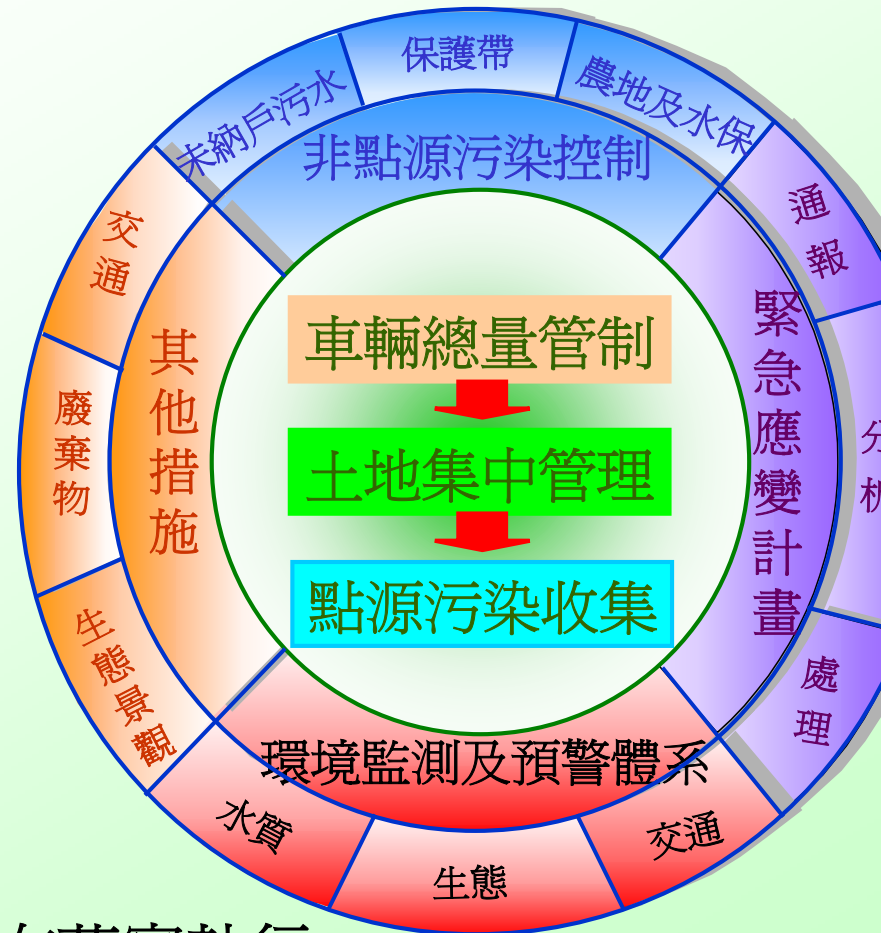 保護帶
未納戶污水
農地及水保
非點源污染控制
通報
交通
緊急應變計畫
其他措施
車輛總量管制
土地集中管理
點源污染收集
廢棄物
處理
生態景觀
環境監測及預警體系
水質
生態
交通